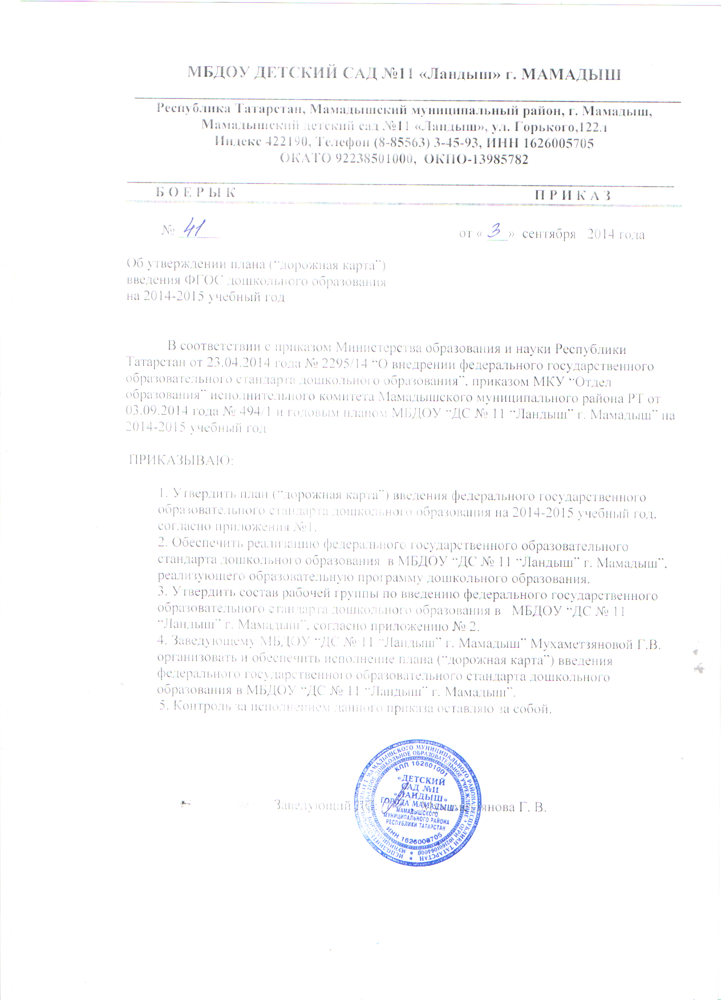 МБДОУ ДЕТСКИЙ САД №11 «Ландыш» г. МАМАДЫШ
Республика Татарстан, Мамадышский муниципальный район, г. Мамадыш,
Мамадышский детский сад №11 «Ландыш», ул. Горького,122л
Индекс 422190, Телефон (8-85563) 3-45-93, ИНН 1626005705
ОКАТО 92238501000, ОКПО-13985782
Б О Е Р Ы К П Р И К А З
№ 41 от « 3 » сентября 2014 года
Об утверждении плана ("дорожная карта")
введения ФГОС дошкольного образования
на 2014-2015 учебный год
В соответствии с приказом Министерства образования и науки Республики
Татарстан от 23.04.2014 года № 2295/14 "О внедрении федерального государственного
образовательного стандарта дошкольного образования", приказом МКУ "Отдел
образования" исполнительного комитета Мамадышского муниципального района РТ от
03.09.2014 года № 494/1 и годовым планом МБДОУ "ДС № 11 "Ландыш" г. Мамадыш" на
2014-2015 учебный год
ПРИКАЗЫВАЮ:
1. Утвердить план ("дорожная карта") введения федерального государственного
образовательного стандарта дошкольного образования на 2014-2015 учебный год,
согласно приложения №1.
2. Обеспечить реализацию федерального государственного образовательного
стандарта дошкольного образования в МБДОУ "ДС № 11 "Ландыш" г. Мамадыш",
реализующего образовательную программу дошкольного образования.
3. Утвердить состав рабочей группы по введению федерального государственного
образовательного стандарта дошкольного образования в МБДОУ "ДС № 11
"Ландыш" г. Мамадыш", согласно приложению № 2.
4. Заведующему МБДОУ "ДС № 11 "Ландыш" г. Мамадыш" Мухаметзяновой Г.В.
организовать и обеспечить исполнение плана ("дорожная карта") введения
федерального государственного образовательного стандарта дошкольного
образования в МБДОУ "ДС № 11 "Ландыш" г. Мамадыш".
5. Контроль за исполнением данного приказа оставляю за собой.
Заведующий янова Г. В.
МАМАДЫШСКОГО МУНИЦИПАЛЬНОГО РАЙОНА РЕСПУБЛИКИ ТАТАРСТАН
ДОШКОЛЬНОЕ ОБРАЗОВАТЕЛЬНОЕ УЧРЕЖДЕНИЕ
КПП 162601001
«ДЕТСКИЙ
САД №11
«ЛАНДЫШ»
ГОРОДА МАМАДЫШ»
МАМАДЫШСКОГО
МУНИЦИПАЛЬНОГО РАЙОНА
РЕСПУБЛИКИ ТАТАРСТАН
ИНН 1626005705